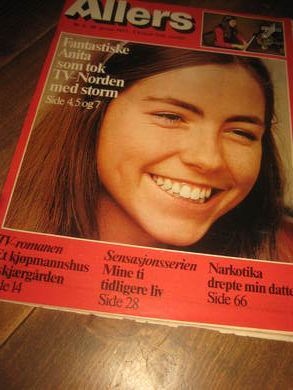 Allers
Fantastiske
Anita
som tok
TV-Norden
med storm
Side 4, 5 og 7
TV-romanen
Et kjøpmannshus
skjærgården
Side 14
Sensasjonsserien
Mine ti
tidligere liv
Side 28
Narkotika
drepte min datter
Side 66